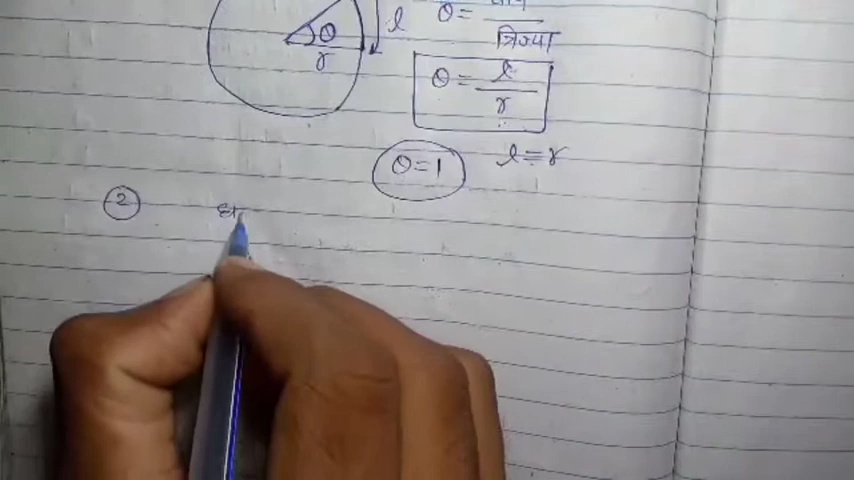 θ =
त्रिज्या
θ
l
r
θ = l/r
θ = 1 l = r
2